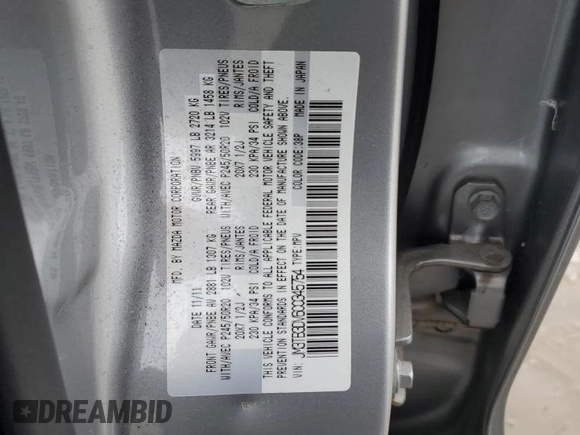 MFD. BY MAZDA MOTOR CORPORATION
DATE 11/11 GVWR/PNBV 5997 LB 2720 KG
FRONT GAWR/PNBE AV 2881 LB 1307 KG REAR GAWR/PNBE AR 3214 LB 1458 KG
WITH/AVEC P245/50R20 102V TIRES/PNEUS WITH/AVEC P245/50R20 102V TIRES/PNEUS
20X7 1/2J RIMS/JANTES 20X7 1/2J RIMS/JANTES
230 KPA/34 PSI COLD/A FROID 230 KPA/34 PSI COLD/A FROID
THIS VEHICLE CONFORMS TO ALL APPLICABLE FEDERAL MOTOR VEHICLE SAFETY AND THEFT
PREVENTION STANDARDS IN EFFECT ON THE DATE OF MANUFACTURE SHOWN ABOVE.
VIN: JM3TB3DV6C0345754 TYPE:MPV COLOR CODE:38P MADE IN JAPAN
DREAMBID